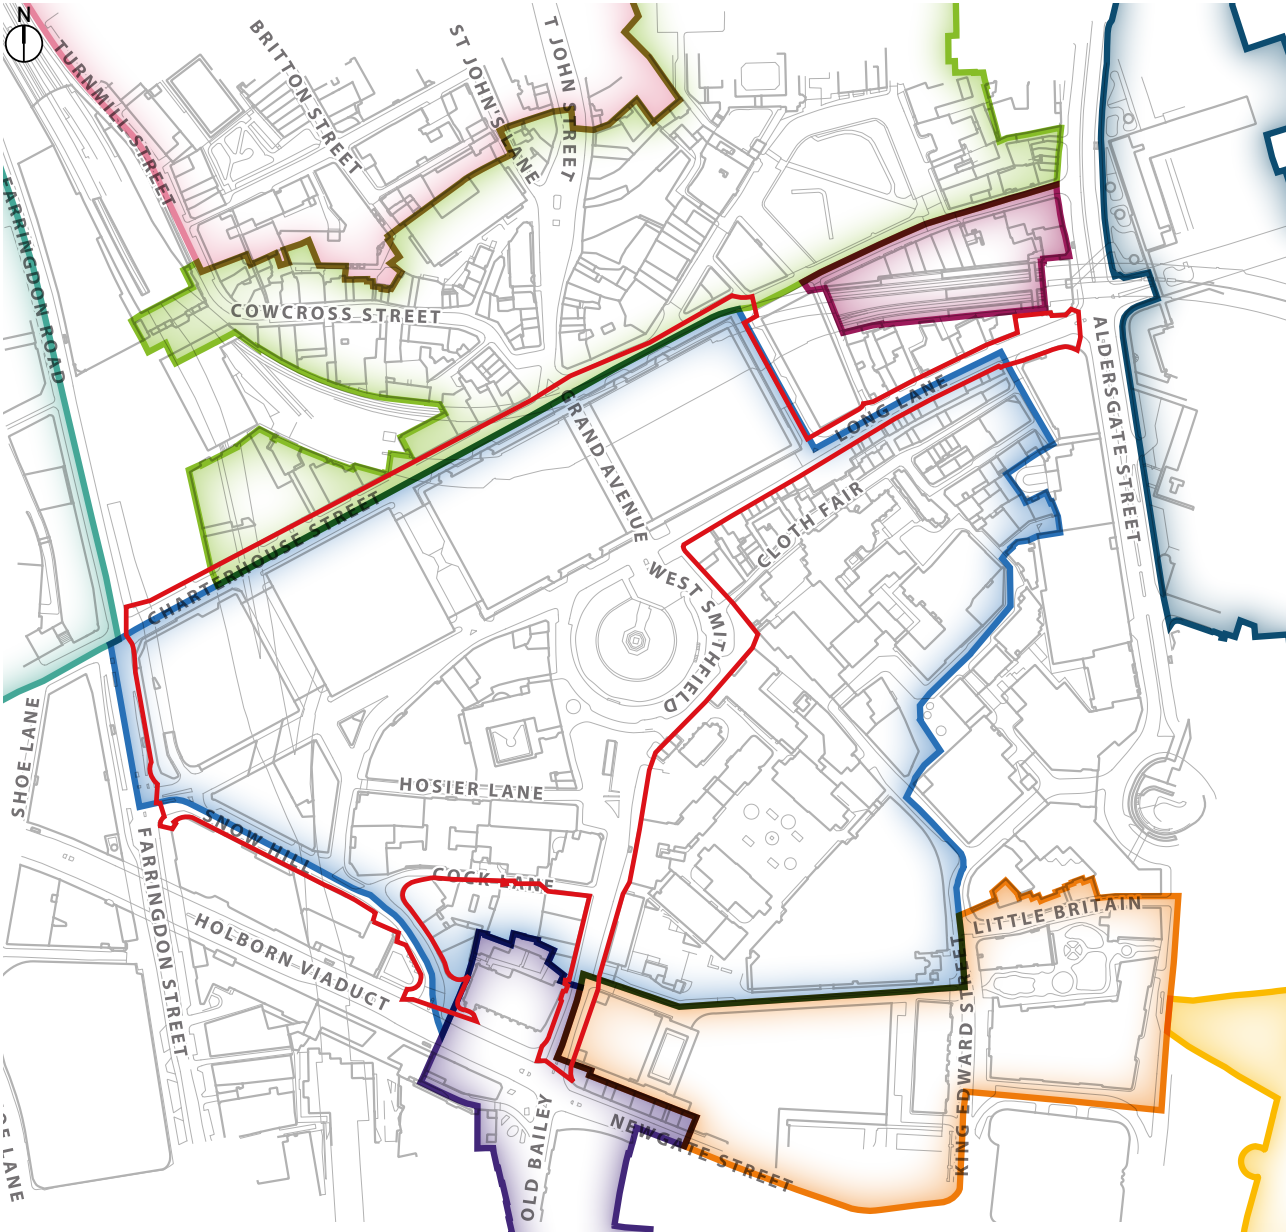 N
TURNMILL STREET
BRITTON STREET
ST JOHN'S LANE
T JOHN STREET
FARRINGDON ROAD
COWCROSS STREET
ALDERSGATE STREET
LONG LANE
GRAND AVENUE
CHARTERHOUSE STREET
CLOTH FAIR
WEST SMITHFIELD
SHOE LANE
HOSIER LANE
SNOW HILL
COCK LANE
FARRINGDON STREET
HOLBORN VIADUCT
LITTLE BRITAIN
KING EDWARD STREET
OLD BAILEY
NEWGATE STREET
OE LANE